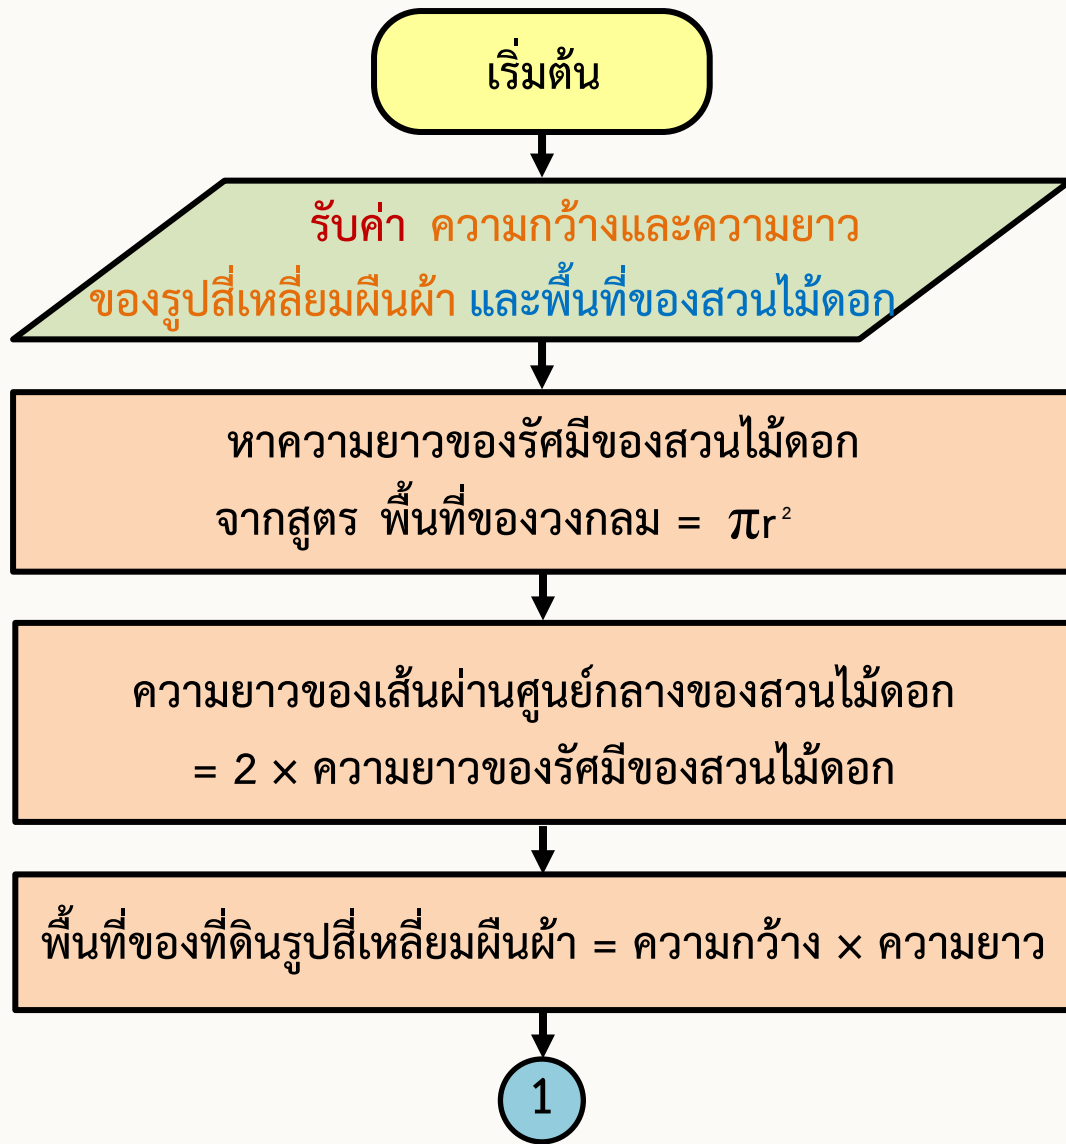 เริ่มต้น
รับค่า ความกว้างและความยาว
ของรูปสี่เหลี่ยมผืนผ้า และพื้นที่ของสวนไม้ดอก
หาความยาวของรัศมีของสวนไม้ดอก
จากสูตร พื้นที่ของวงกลม = πr²
ความยาวของเส้นผ่านศูนย์กลางของสวนไม้ดอก
= 2 × ความยาวของรัศมีของสวนไม้ดอก
พื้นที่ของที่ดินรูปสี่เหลี่ยมผืนผ้า = ความกว้าง × ความยาว
1